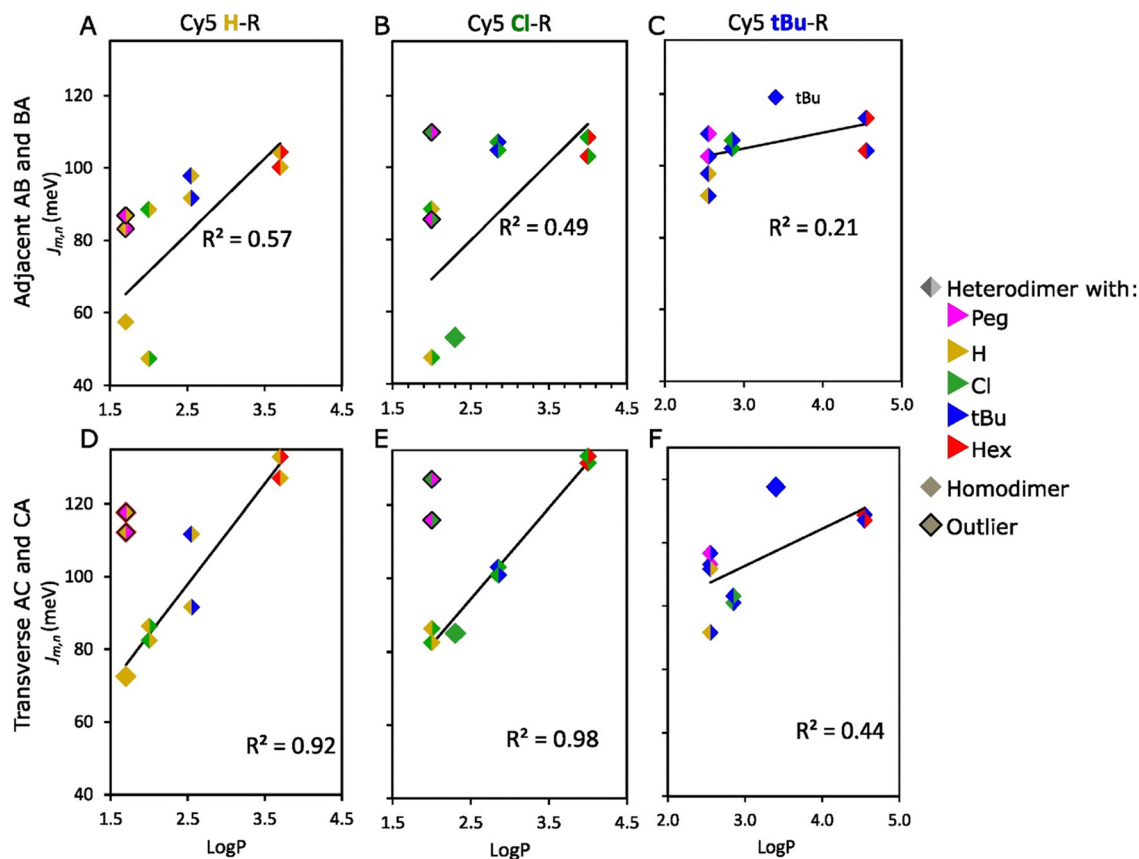 A Cy5 H-R
B Cy5 Cl-R
C Cy5 tBu-R
Adjacent AB and BA
Jm,n (meV)
120
100
80
60
40
R² = 0.57
1.5 2.5 3.5 4.5
R² = 0.49
1.5 2.5 3.5 4.5
tBu
R² = 0.21
2.0 3.0 4.0 5.0
Heterodimer with:
Peg
H
Cl
tBu
Hex
Homodimer
Outlier
D
E
F
Transverse AC and CA
Jm,n (meV)
120
100
80
60
40
R² = 0.92
1.5 2.5 3.5 4.5
LogP
R² = 0.98
1.5 2.5 3.5 4.5
LogP
R² = 0.44
2.0 3.0 4.0 5.0
LogP